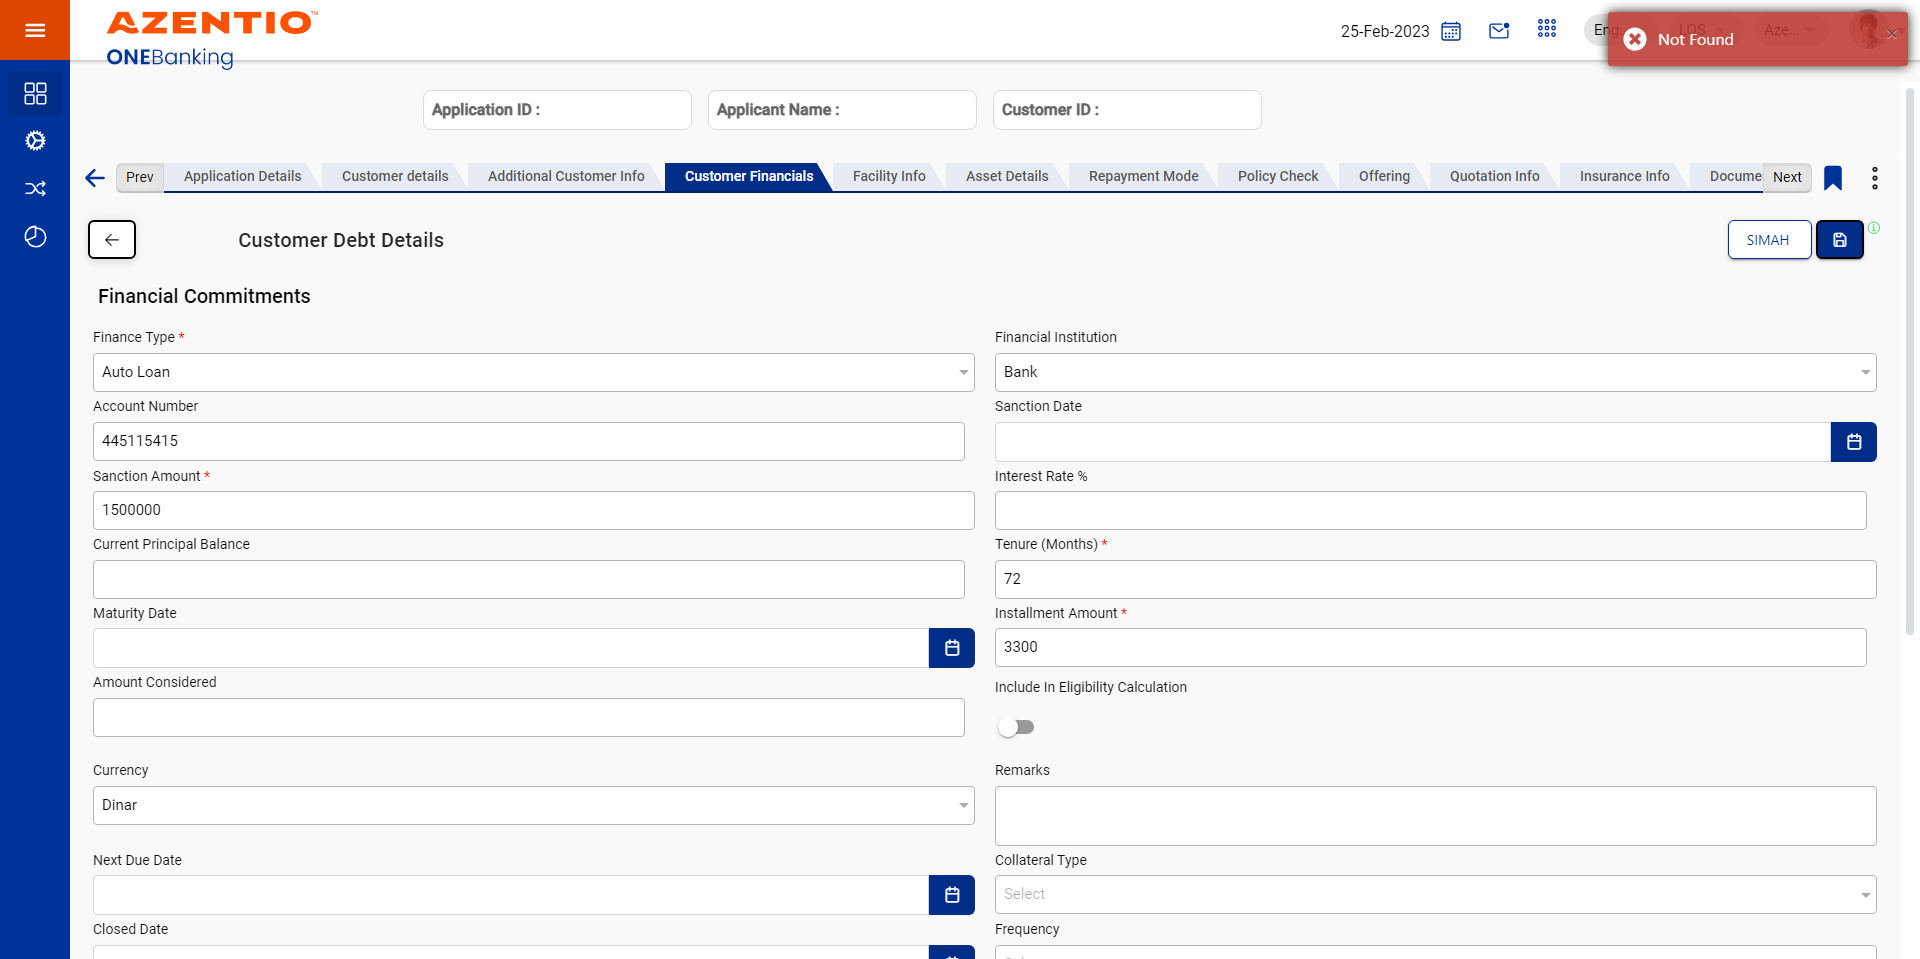 AZENTIO™
ONEBanking
25-Feb-2023
Eng
LOS
Aze...
Not Found
Application ID :
Applicant Name :
Customer ID :
Prev
Application Details
Customer details
Additional Customer Info
Customer Financials
Facility Info
Asset Details
Repayment Mode
Policy Check
Offering
Quotation Info
Insurance Info
Docume
Next
Customer Debt Details
SIMAH
Financial Commitments
Finance Type *
Financial Institution
Auto Loan
Bank
Account Number
Sanction Date
445115415
Sanction Amount *
Interest Rate %
1500000
Current Principal Balance
Tenure (Months) *
72
Maturity Date
Installment Amount *
3300
Amount Considered
Include In Eligibility Calculation
Currency
Remarks
Dinar
Next Due Date
Collateral Type
Select
Closed Date
Frequency